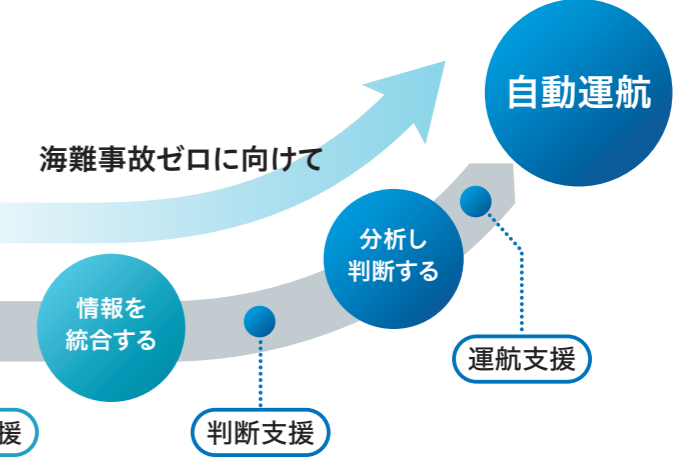 自動運航
海難事故ゼロに向けて
分析し
判断する
情報を
統合する
運航支援
援
判断支援